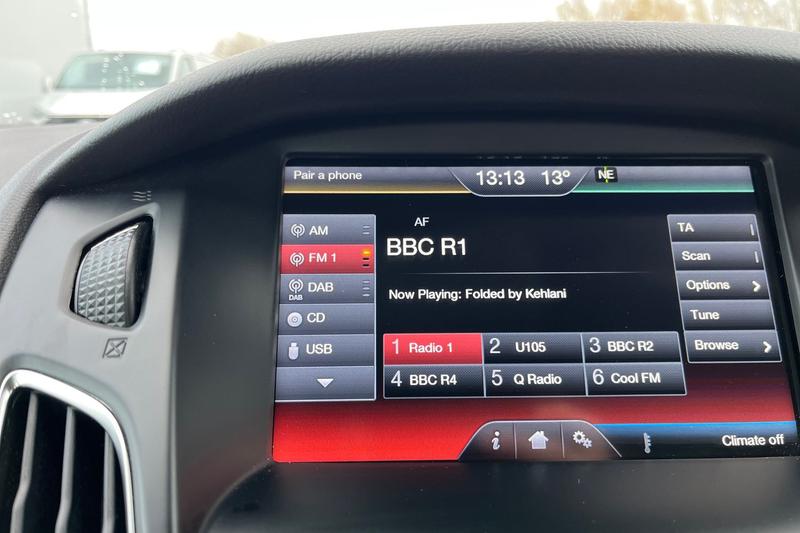 Pair a phone
13:13 13° NE
AM
FM 1
DAB
DAB
CD
USB
AF
BBC R1
Now Playing: Folded by Kehlani
1 Radio 1
2 U105
3 BBC R2
4 BBC R4
5 Q Radio
6 Cool FM
TA
Scan
Options
Tune
Browse
i
Climate off